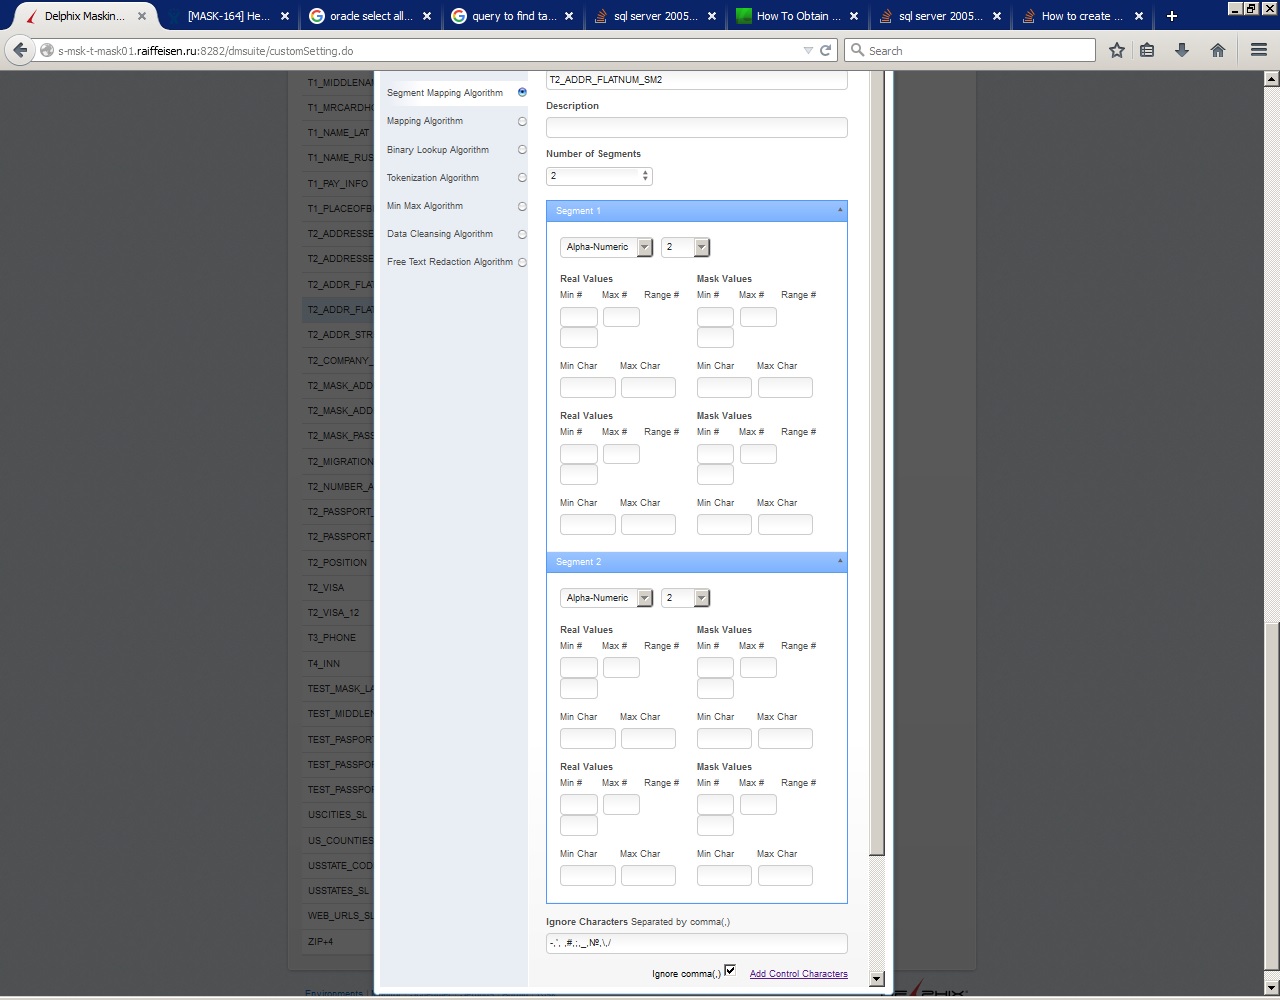 Delphix Maskin...
[MASK-164] He...
oracle select all...
query to find ta...
sql server 2005...
How To Obtain ...
sql server 2005...
How to create ...
s-msk-t-mask01.raiffeisen.ru:8282/dmsuite/customSetting.do
Search
T1_MIDDLENA
T1_MRCARDH
T1_NAME_LAT
T1_NAME_RUS
T1_PAY_INFO
T1_PLACEOFB
T2_ADDRESSE
T2_ADDRESSE
T2_ADDR_FLA
T2_ADDR_FLA
T2_ADDR_STR
T2_COMPANY_
T2_MASK_ADD
T2_MASK_ADD
T2_MASK_PAS
T2_MIGRATION
T2_NUMBER_A
T2_PASSPORT_
T2_PASSPORT_
T2_POSITION
T2_VISA
T2_VISA_12
T3_PHONE
T4_INN
TEST_MASK_LA
TEST_MIDDLEN
TEST_PASPOR
TEST_PASSPO
TEST_PASSPO
USCITIES_SL
US_COUNTIES
USSTATE_COD
USSTATES_SL
WEB_URLS_SL
ZIP+4
Segment Mapping Algorithm
Mapping Algorithm
Binary Lookup Algorithm
Tokenization Algorithm
Min Max Algorithm
Data Cleansing Algorithm
Free Text Redaction Algorithm
T2_ADDR_FLATNUM_SM2
Description
Number of Segments
2
Segment 1
Alpha-Numeric 2
Real Values Mask Values
Min # Max # Range # Min # Max # Range #
Min Char Max Char Min Char Max Char
Real Values Mask Values
Min # Max # Range # Min # Max # Range #
Min Char Max Char Min Char Max Char
Segment 2
Alpha-Numeric 2
Real Values Mask Values
Min # Max # Range # Min # Max # Range #
Min Char Max Char Min Char Max Char
Real Values Mask Values
Min # Max # Range # Min # Max # Range #
Min Char Max Char Min Char Max Char
Ignore Characters Separated by comma(,)
-,', ,#,;,_,№,\,/
Ignore comma(,) Add Control Characters
Environments